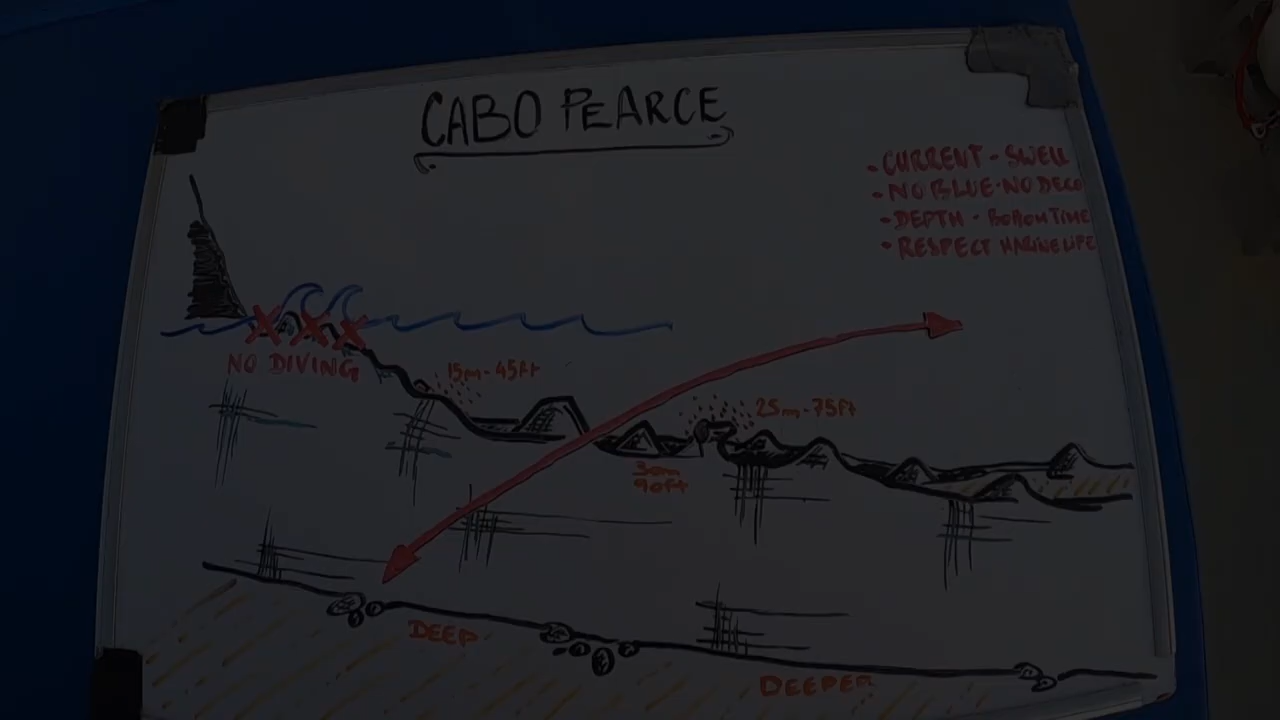 CABO PEARCE
- CURRENT - SWELL
- NO BLUE - NO DECO
- DEPTH - BOTTOM TIME
- RESPECT MARINE LIFE
NO DIVING
15m - 45ft
25m - 75ft
30m
90ft
DEEP
DEEPER